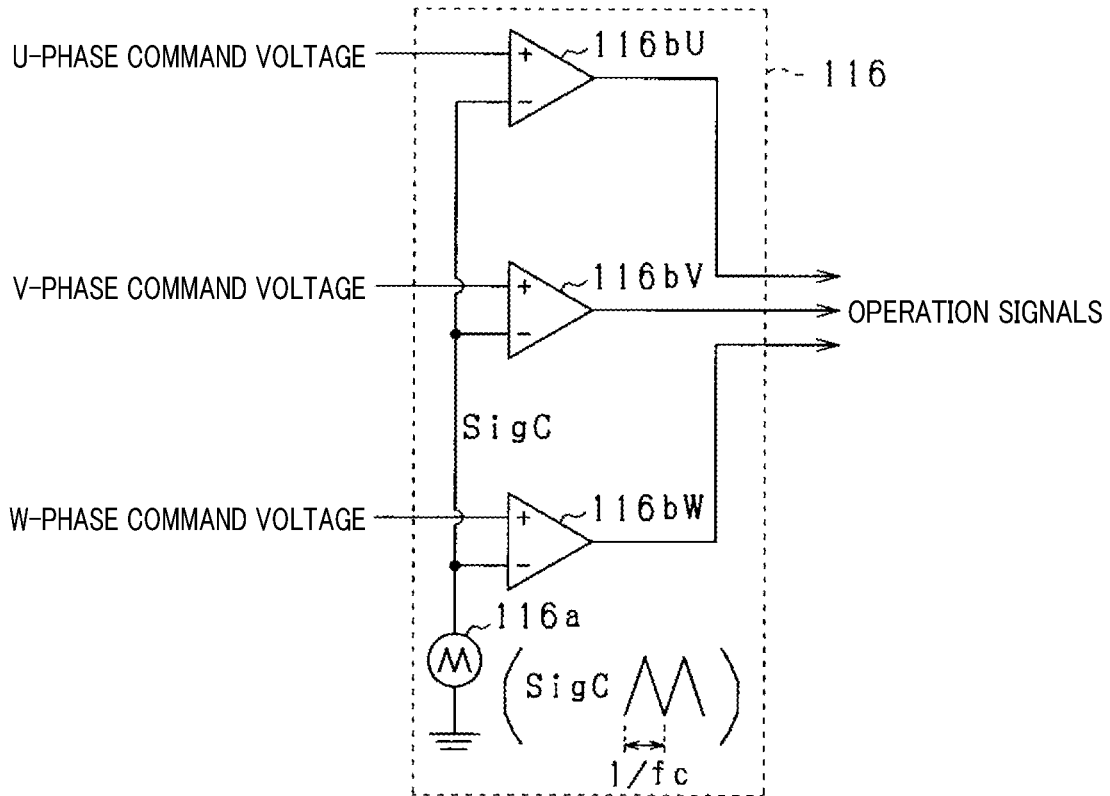 U-PHASE COMMAND VOLTAGE
+
−
116bU
116
V-PHASE COMMAND VOLTAGE
+
−
116bV
OPERATION SIGNALS
SigC
W-PHASE COMMAND VOLTAGE
+
−
116bW
116a
SigC
1/fc